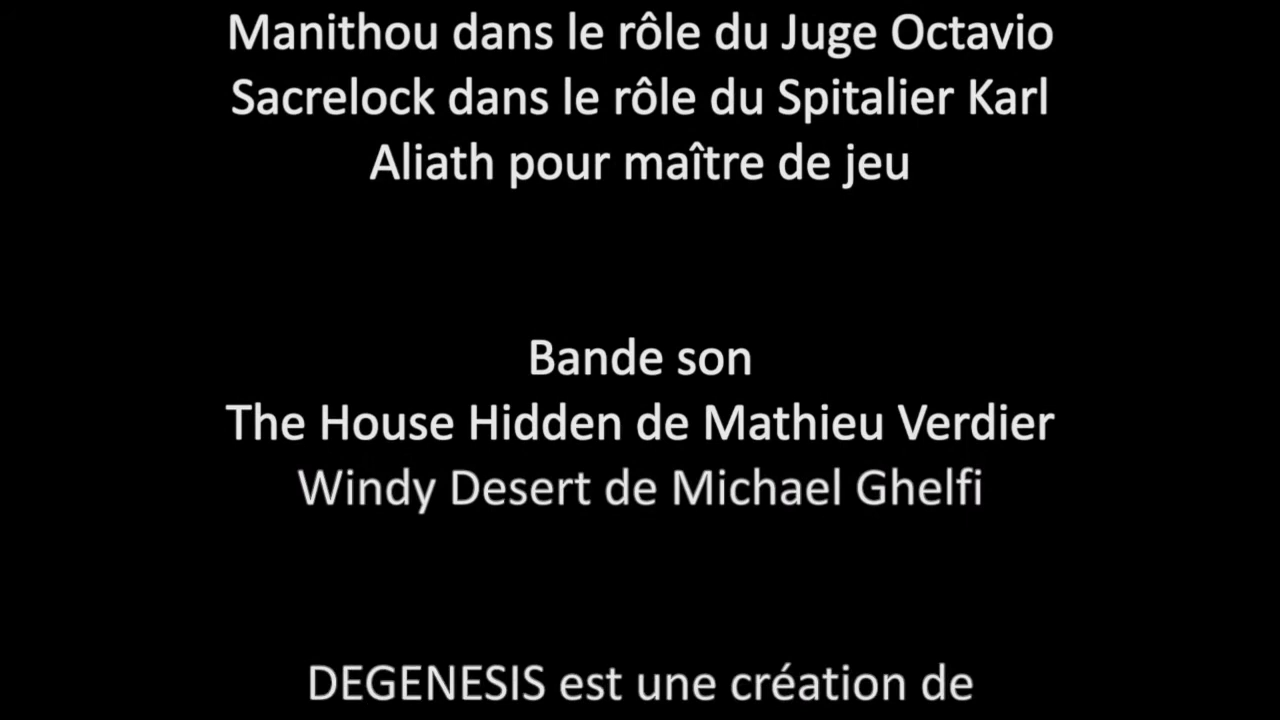 Manithou dans le rôle du Juge Octavio
Sacrelock dans le rôle du Spitalier Karl
Aliath pour maître de jeu
Bande son
The House Hidden de Mathieu Verdier
Windy Desert de Michael Ghelfi
DEGENESIS est une création de